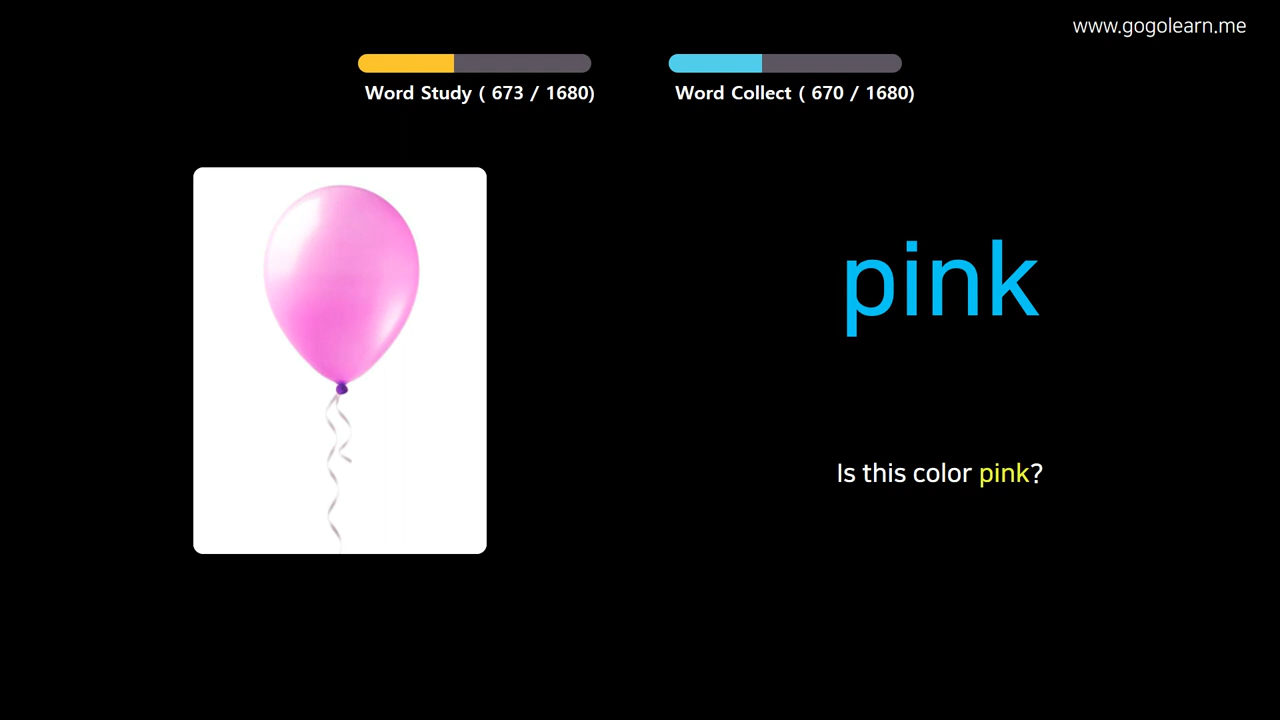 www.gogolearn.me
Word Study ( 673 / 1680)
Word Collect ( 670 / 1680)
pink
Is this color pink?